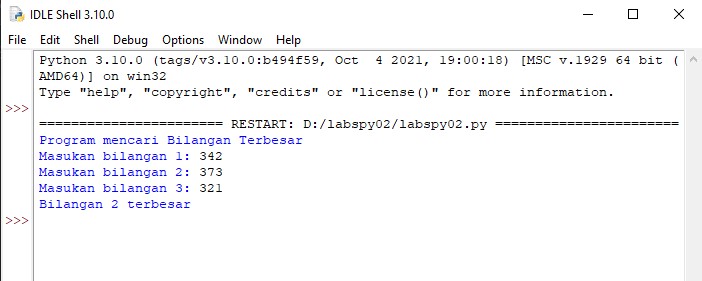 IDLE Shell 3.10.0
File Edit Shell Debug Options Window Help
Python 3.10.0 (tags/v3.10.0:b494f59, Oct  4 2021, 19:00:18) [MSC v.1929 64 bit (
AMD64)] on win32
Type "help", "copyright", "credits" or "license()" for more information.
>>>
======================= RESTART: D:/labspy02/labspy02.py =======================
Program mencari Bilangan Terbesar
Masukan bilangan 1: 342
Masukan bilangan 2: 373
Masukan bilangan 3: 321
Bilangan 2 terbesar
>>>